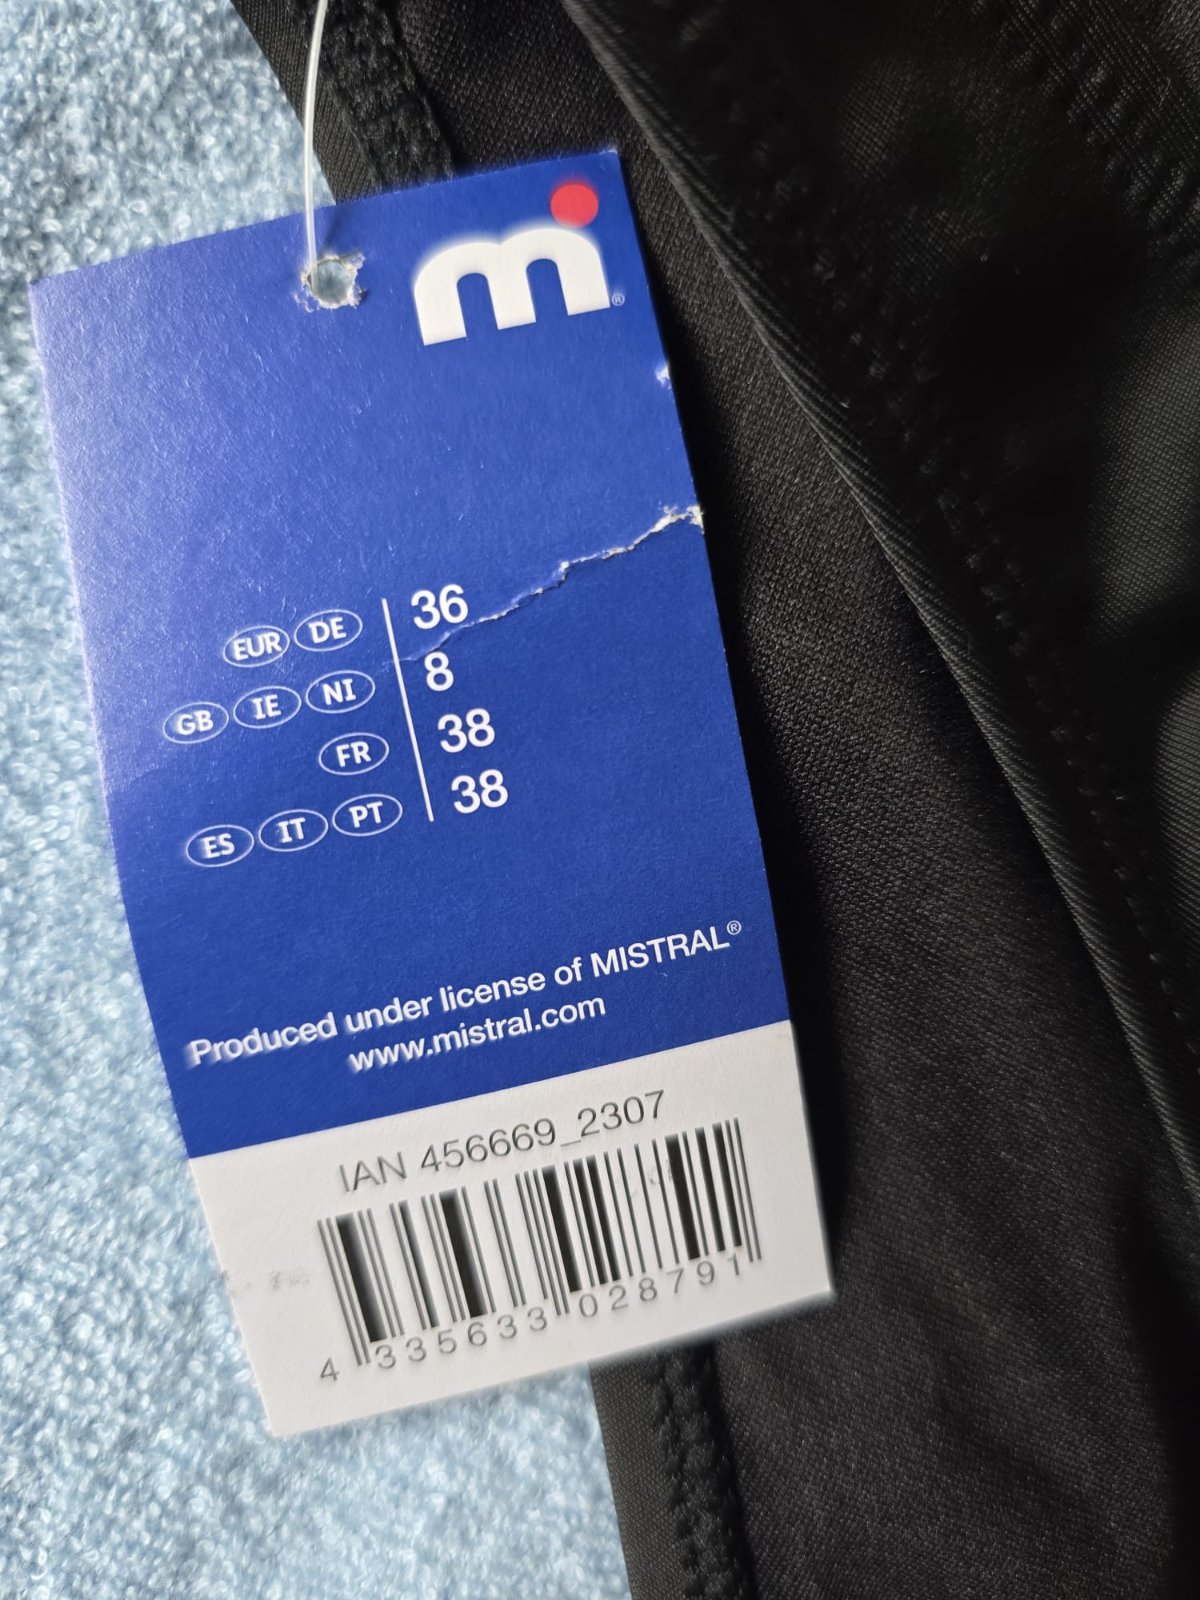 m®
EUR DE 36
GB IE NI 8
FR 38
ES IT PT 38
Produced under license of MISTRAL®
www.mistral.com
IAN 456669_2307
4 335633 028791